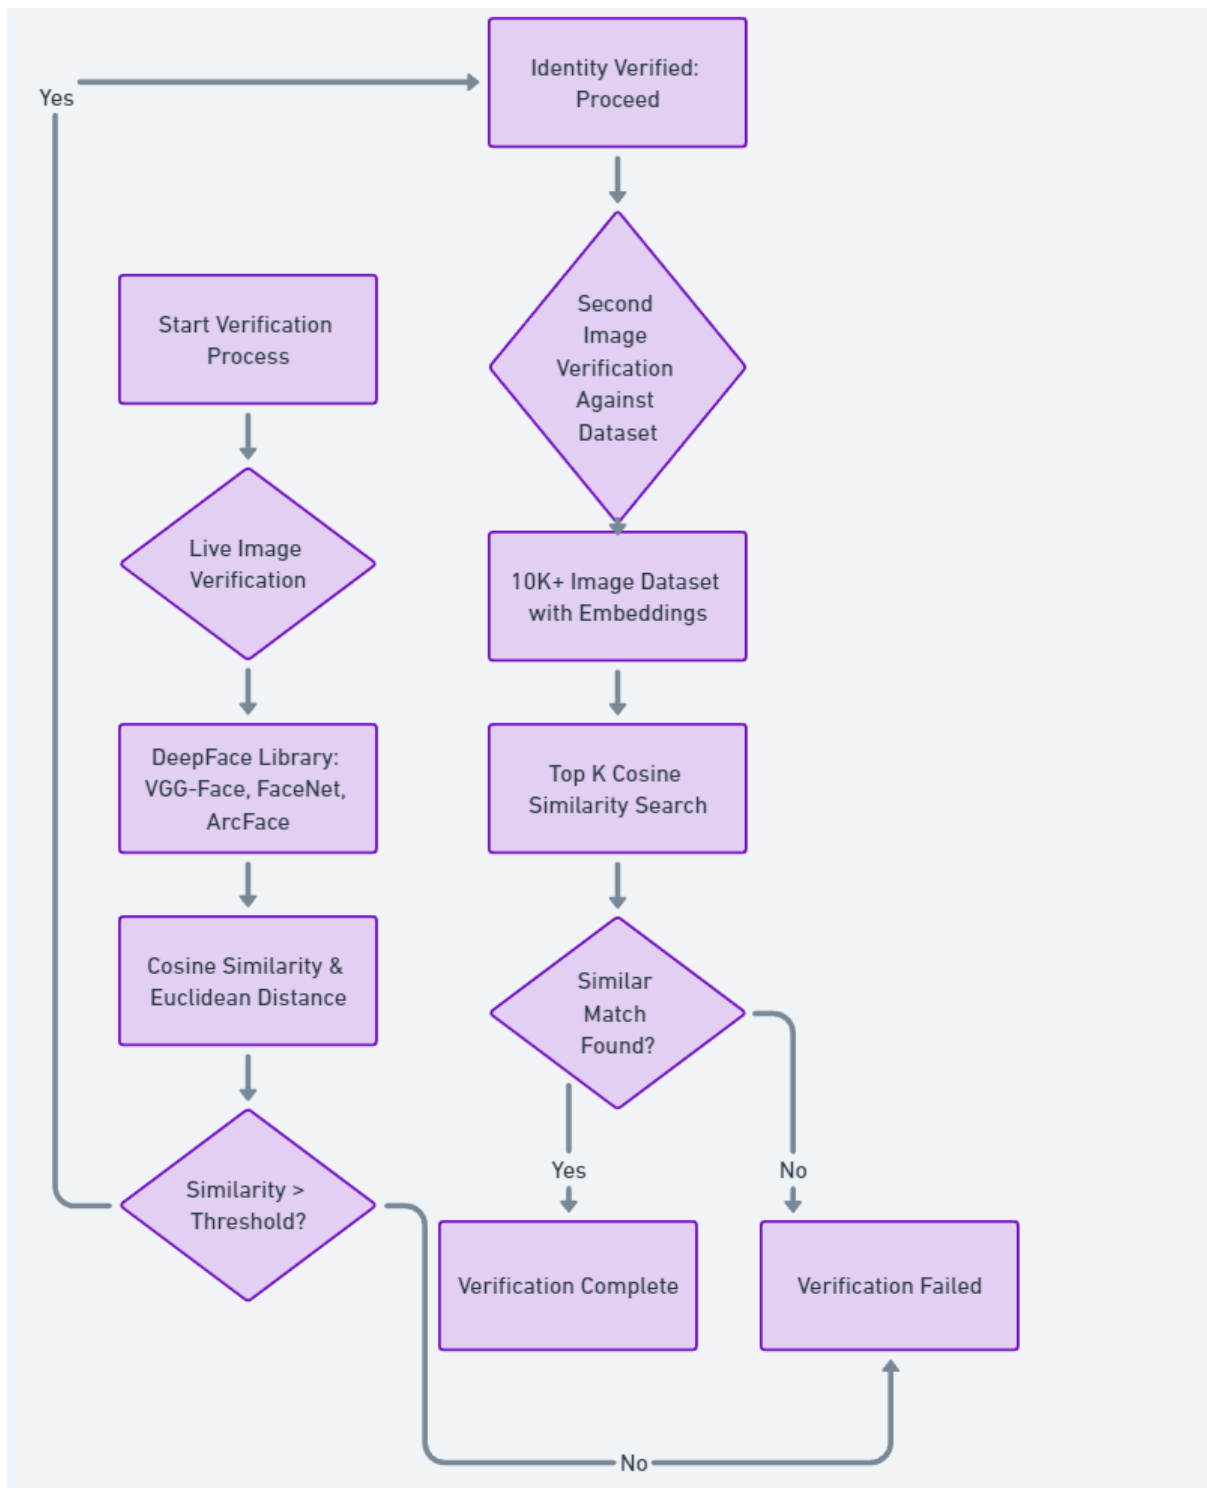 Yes
Identity Verified:
Proceed
Start Verification
Process
Second
Image
Verification
Against
Dataset
Live Image
Verification
10K+ Image Dataset
with Embeddings
DeepFace Library:
VGG-Face, FaceNet,
ArcFace
Top K Cosine
Similarity Search
Cosine Similarity &
Euclidean Distance
Similar
Match
Found?
Similarity >
Threshold?
Yes
No
Verification Complete
Verification Failed
No